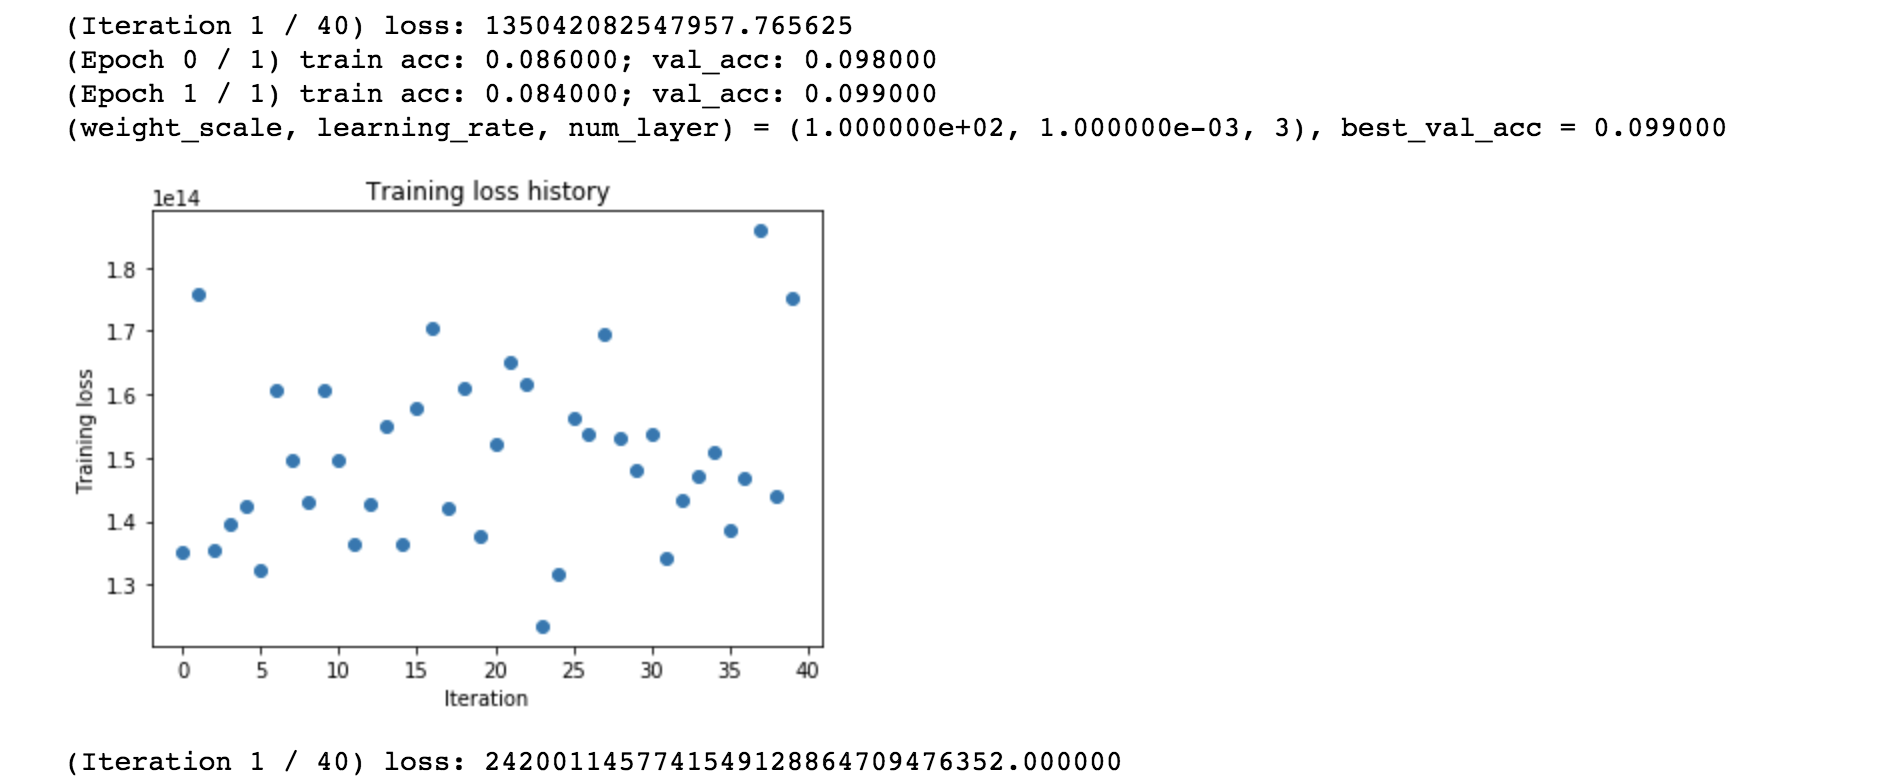 (Iteration 1 / 40) loss: 135042082547957.765625
(Epoch 0 / 1) train acc: 0.086000; val_acc: 0.098000
(Epoch 1 / 1) train acc: 0.084000; val_acc: 0.099000
(weight_scale, learning_rate, num_layer) = (1.000000e+02, 1.000000e-03, 3), best_val_acc = 0.099000
Training loss history
1e14
1.8
1.7
1.6
1.5
1.4
1.3
Training loss
0 5 10 15 20 25 30 35 40
Iteration
(Iteration 1 / 40) loss: 2420011457741549128864709476352.000000